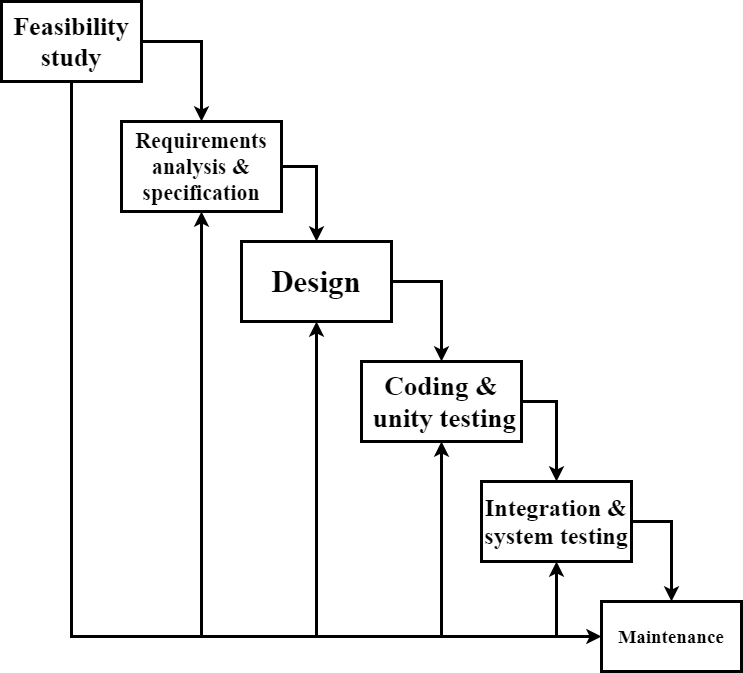 Feasibility
study
Requirements
analysis &
specification
Design
Coding &
unity testing
Integration &
system testing
Maintenance